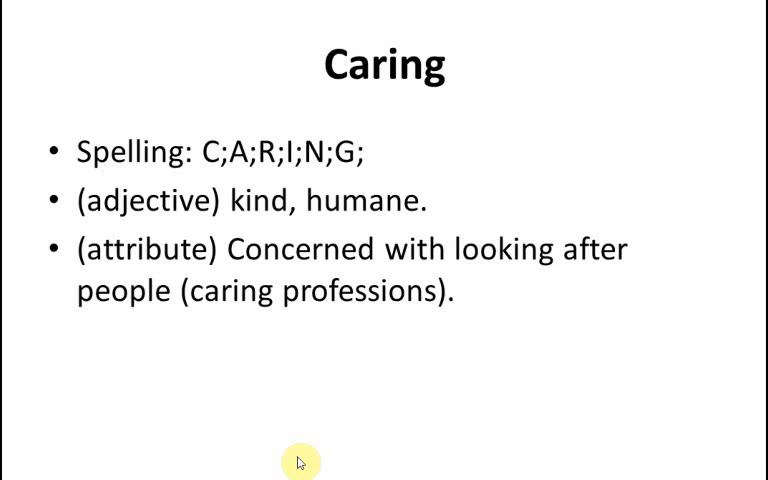 Caring
• Spelling: C;A;R;I;N;G;
• (adjective) kind, humane.
• (attribute) Concerned with looking after
people (caring professions).